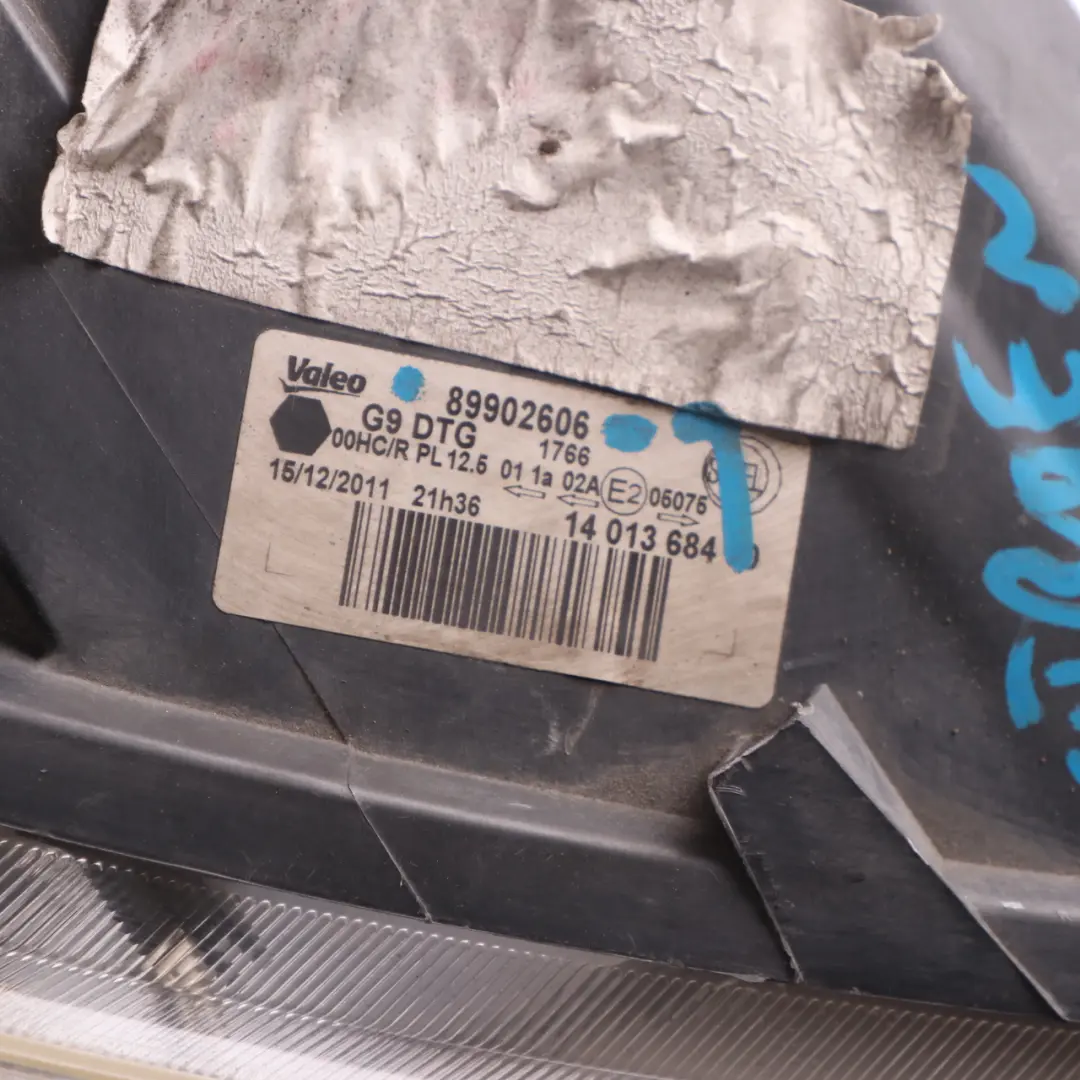 Valeo
89902606
G9 DTG
1766
00HC/R PL 12.5 01 1a 02A E2 05075
15/12/2011 21h36
14 013 684